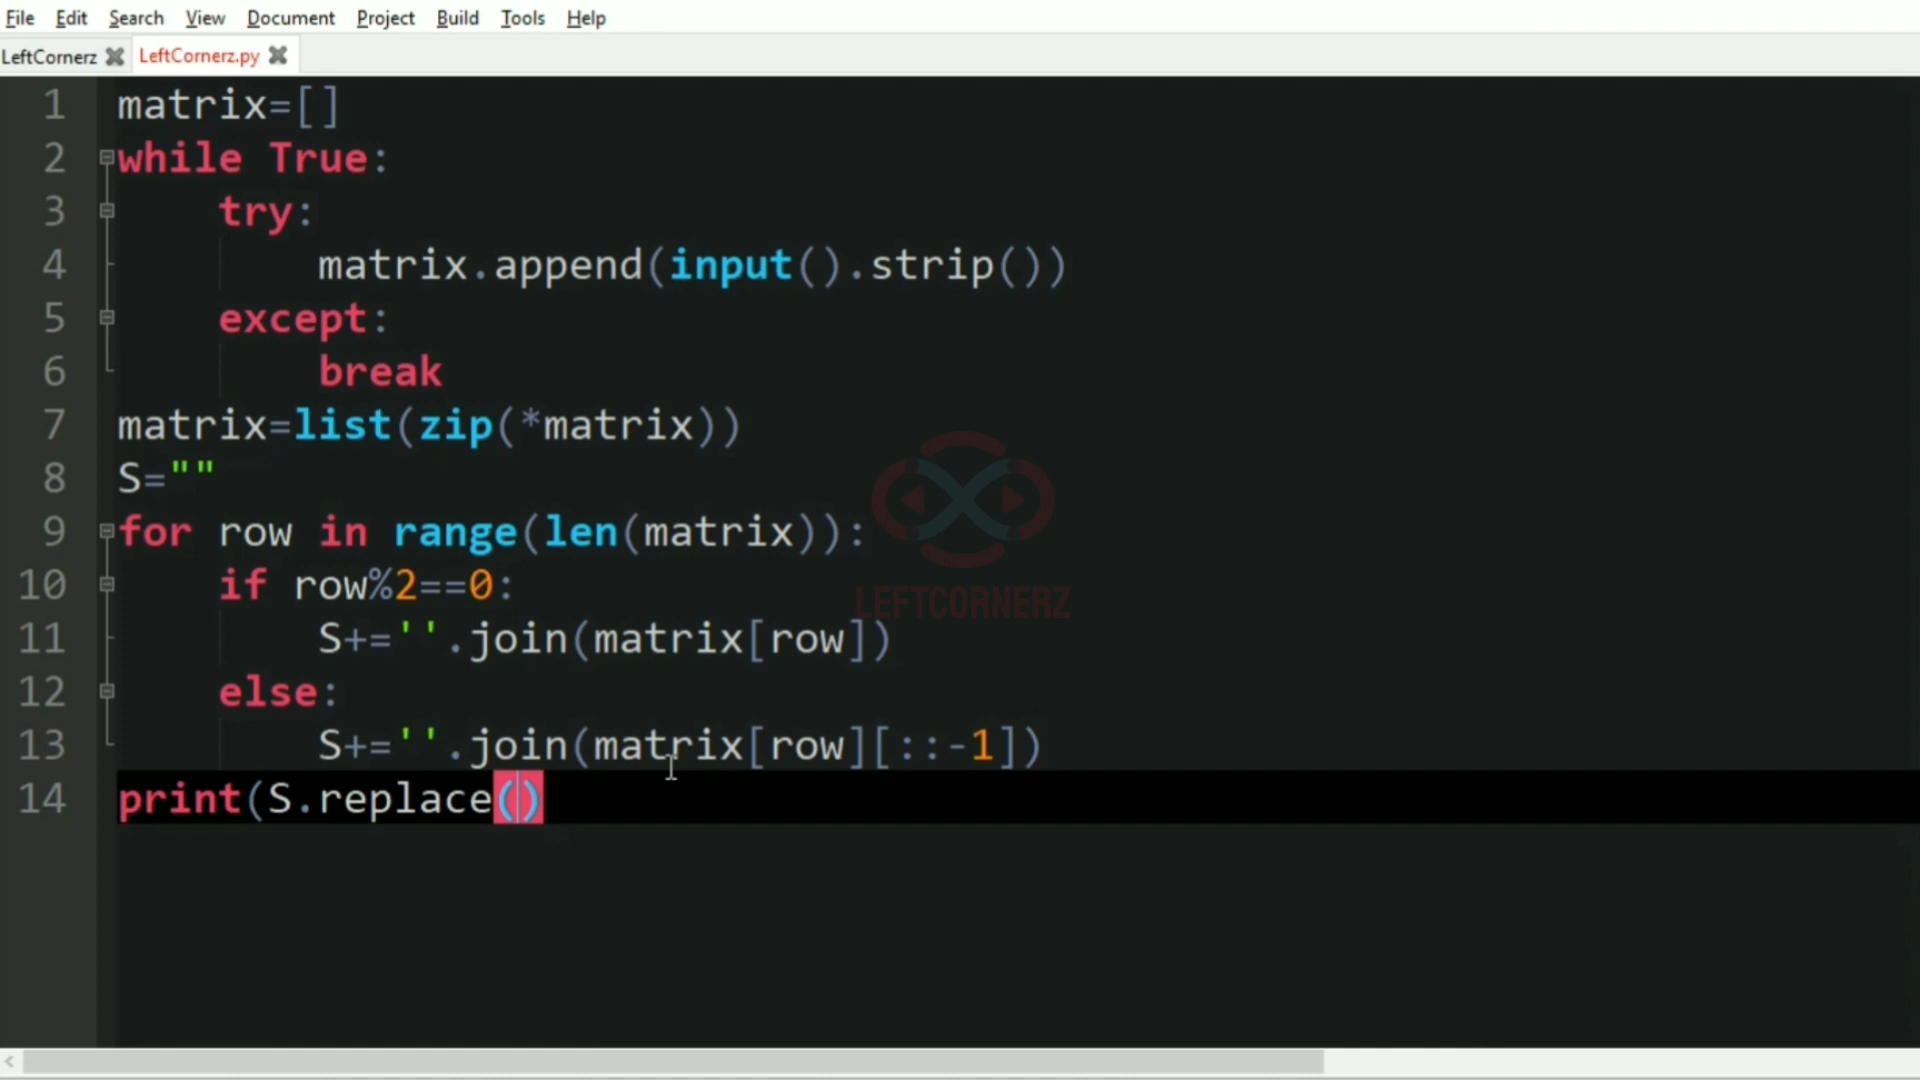 File Edit Search View Document Project Build Tools Help
LeftCornerz LeftCornerz.py
1 matrix=[]
2 while True:
3     try:
4         matrix.append(input().strip())
5     except:
6         break
7 matrix=list(zip(*matrix))
8 S=""
9 for row in range(len(matrix)):
10     if row%2==0:
11         S+=''.join(matrix[row])
12     else:
13         S+=''.join(matrix[row][::-1])
14 print(S.replace()
LEFTCORNERZ